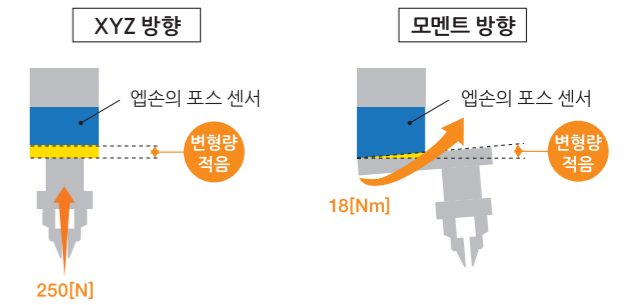 XYZ 방향
모멘트 방향
엡손의 포스 센서
변형량
적음
250[N]
엡손의 포스 센서
변형량
적음
18[Nm]